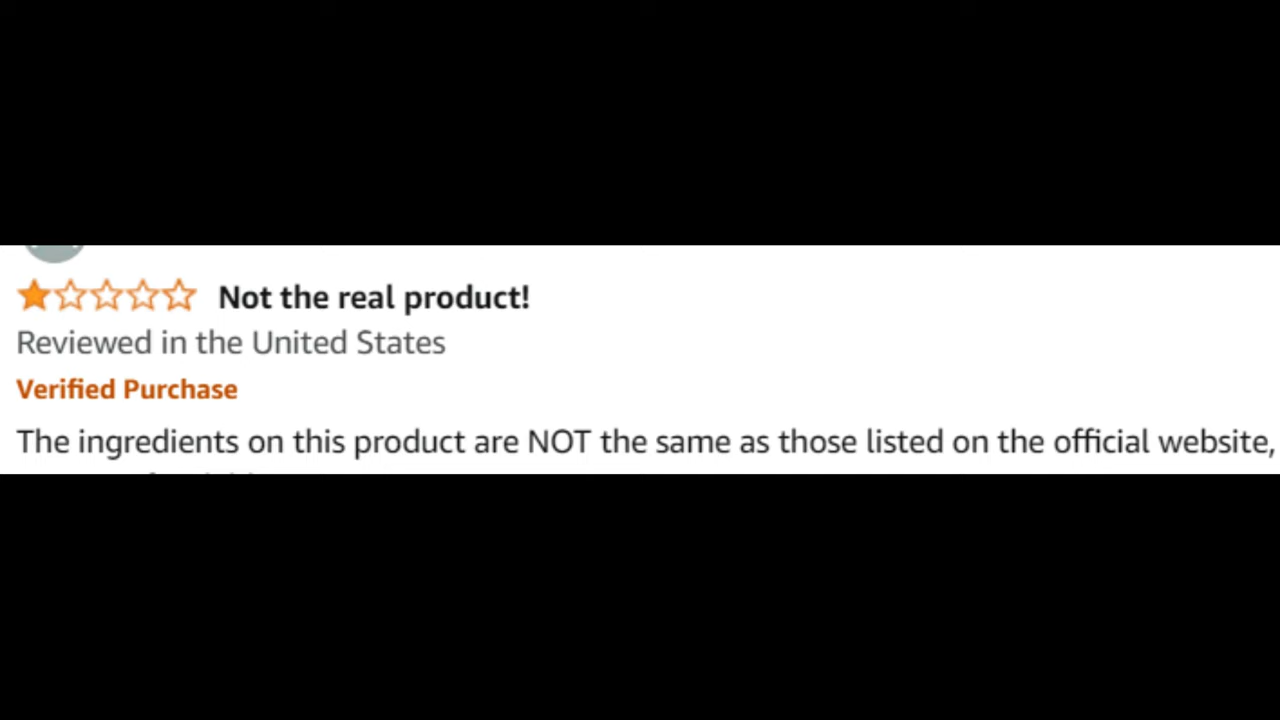 Not the real product!
Reviewed in the United States
Verified Purchase
The ingredients on this product are NOT the same as those listed on the official website,